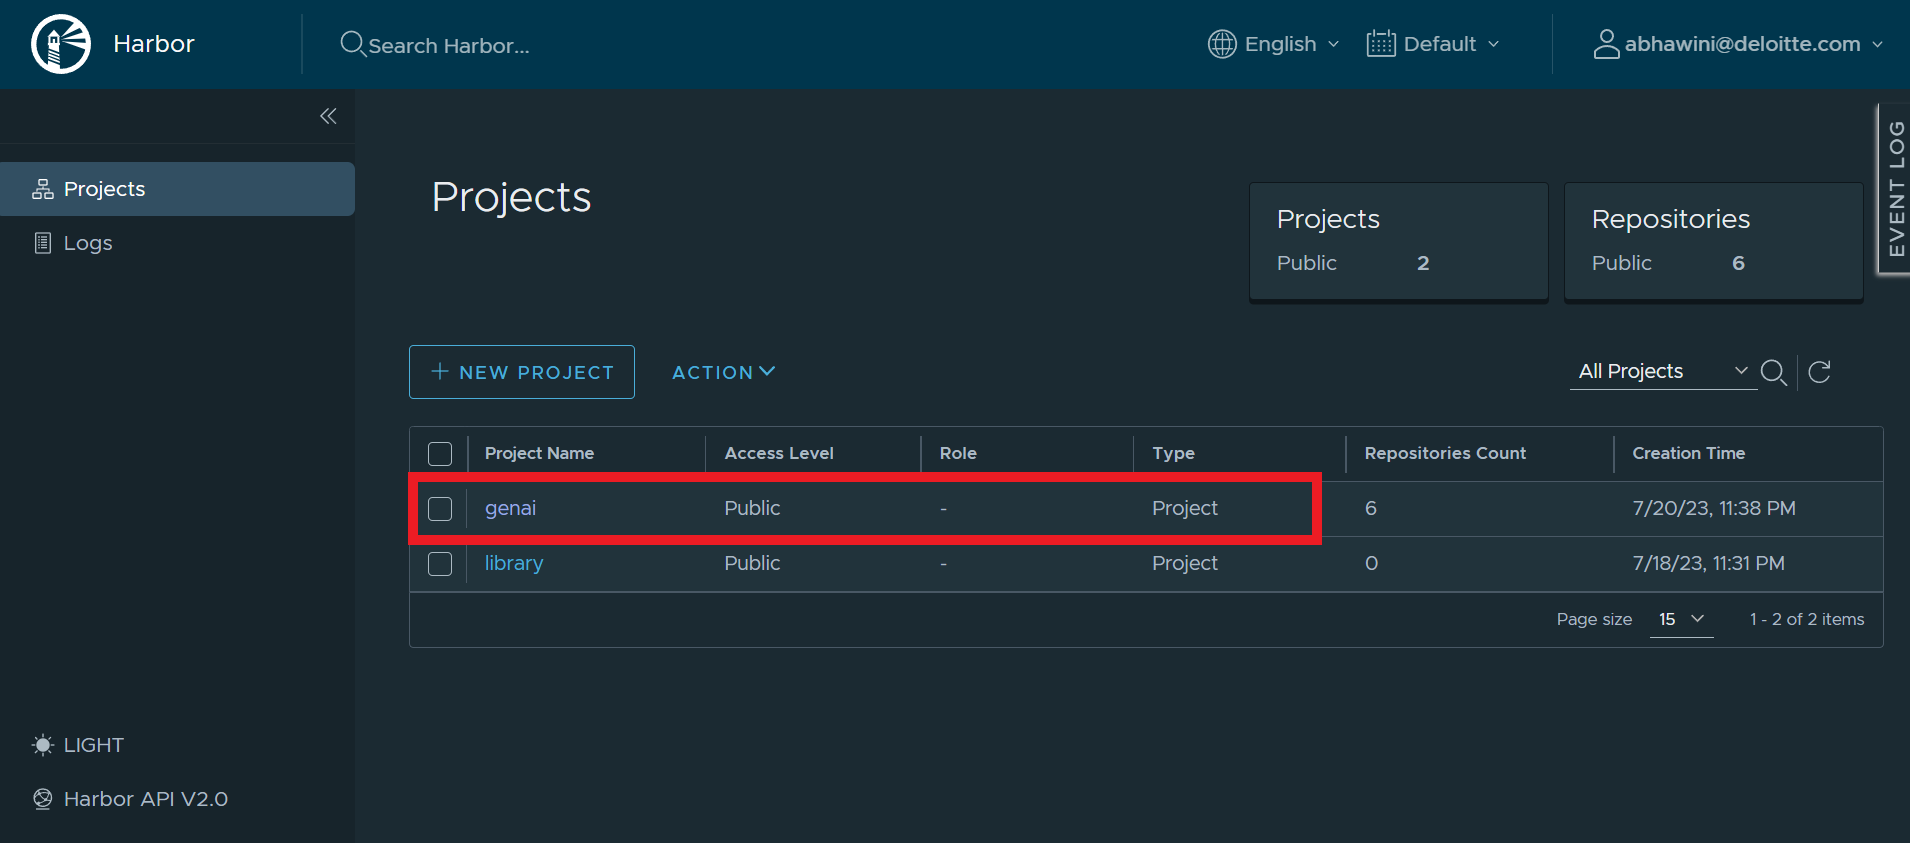 Harbor
Search Harbor...
English
Default
abhawini@deloitte.com
EVENT LOG
Projects
Logs
Projects
Projects
Public 2
Repositories
Public 6
NEW PROJECT
ACTION
All Projects
Project Name Access Level Role Type Repositories Count Creation Time
genai Public - Project 6 7/20/23, 11:38 PM
library Public - Project 0 7/18/23, 11:31 PM
Page size 15 1 - 2 of 2 items
LIGHT
Harbor API V2.0